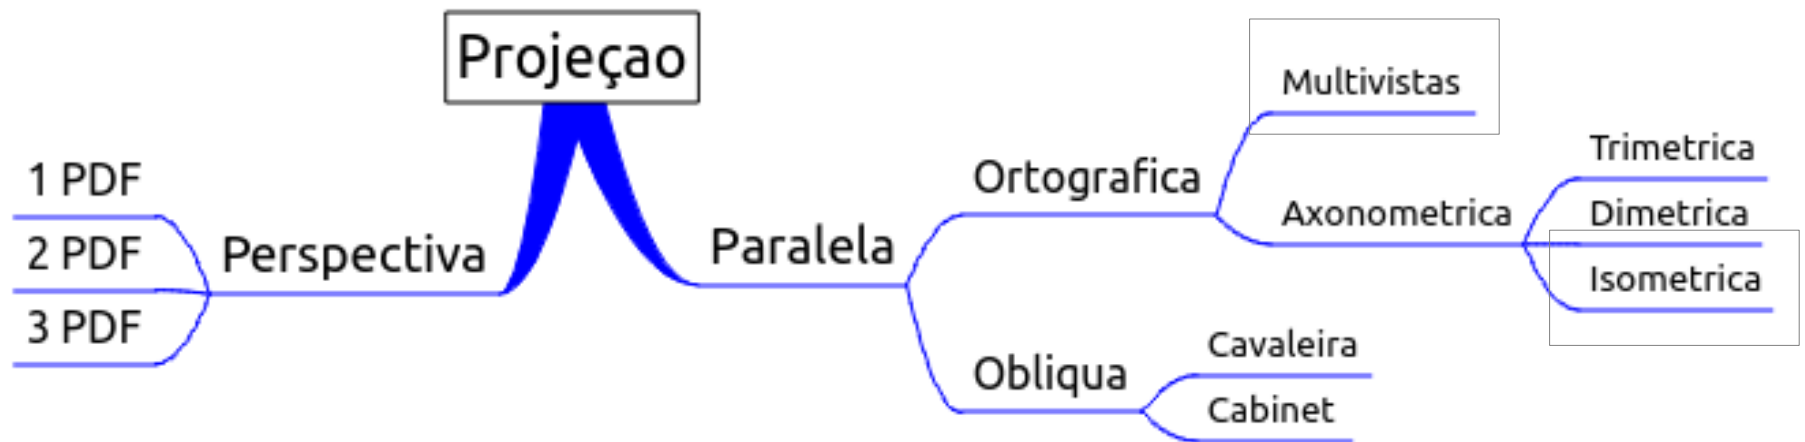 Projeçao
1 PDF
2 PDF
3 PDF
Perspectiva
Paralela
Ortografica
Multivistas
Axonometrica
Trimetrica
Dimetrica
Isometrica
Obliqua
Cavaleira
Cabinet